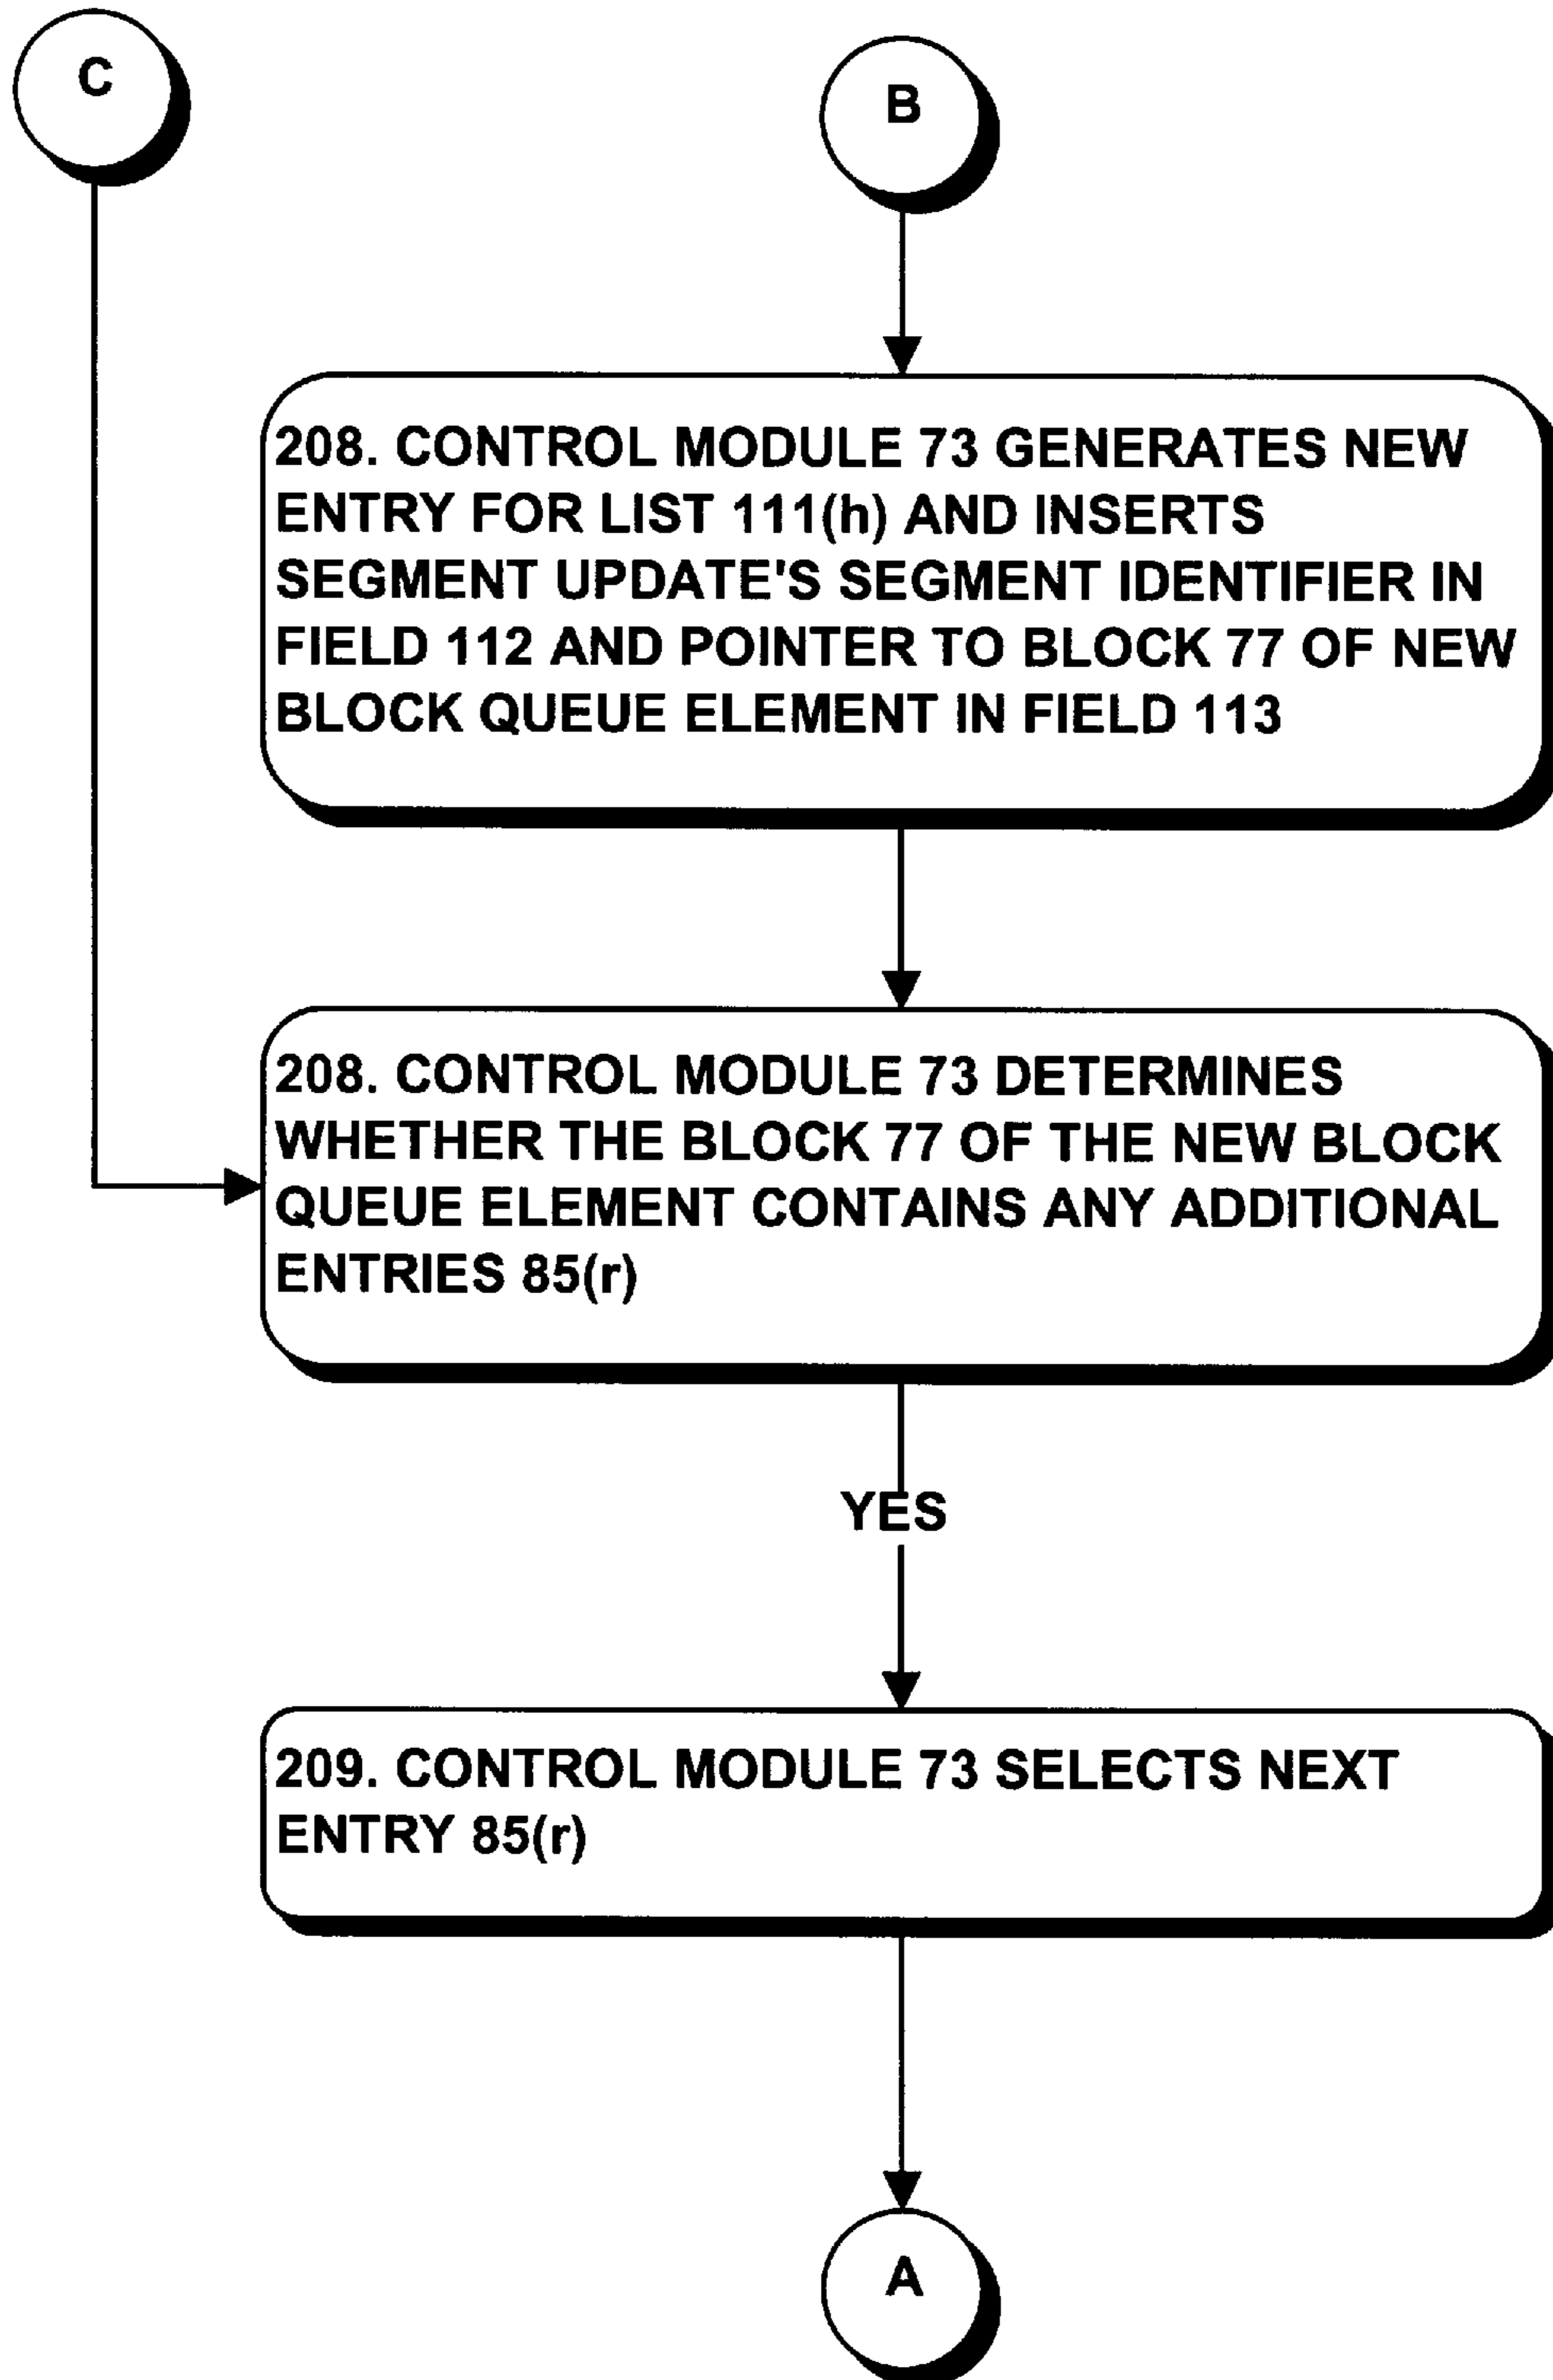 C
B
208. CONTROL MODULE 73 GENERATES NEW
ENTRY FOR LIST 111(h) AND INSERTS
SEGMENT UPDATE'S SEGMENT IDENTIFIER IN
FIELD 112 AND POINTER TO BLOCK 77 OF NEW
BLOCK QUEUE ELEMENT IN FIELD 113
208. CONTROL MODULE 73 DETERMINES
WHETHER THE BLOCK 77 OF THE NEW BLOCK
QUEUE ELEMENT CONTAINS ANY ADDITIONAL
ENTRIES 85(r)
YES
209. CONTROL MODULE 73 SELECTS NEXT
ENTRY 85(r)
A